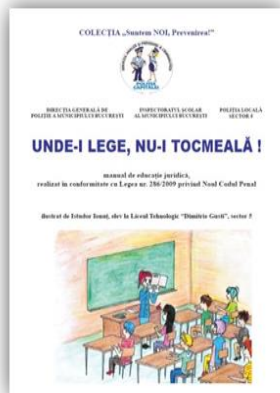 COLECȚIA „Suntem NOI, Prevenirea!”
POLIȚIA
CAPITALEI
DIRECȚIA GENERALĂ DE
POLIȚIE A MUNICIPIULUI BUCUREȘTI
INSPECTORATUL ȘCOLAR
AL MUNICIPIULUI BUCUREȘTI
POLIȚIA LOCALĂ
SECTOR 5
UNDE-I LEGE, NU-I TOCMEALĂ !
manual de educație juridică,
realizat în conformitate cu Legea nr. 286/2009 privind Noul Codul Penal
ilustrat de Istudor Ionuț, elev la Liceul Tehnologic "Dimitrie Gusti", sector 5